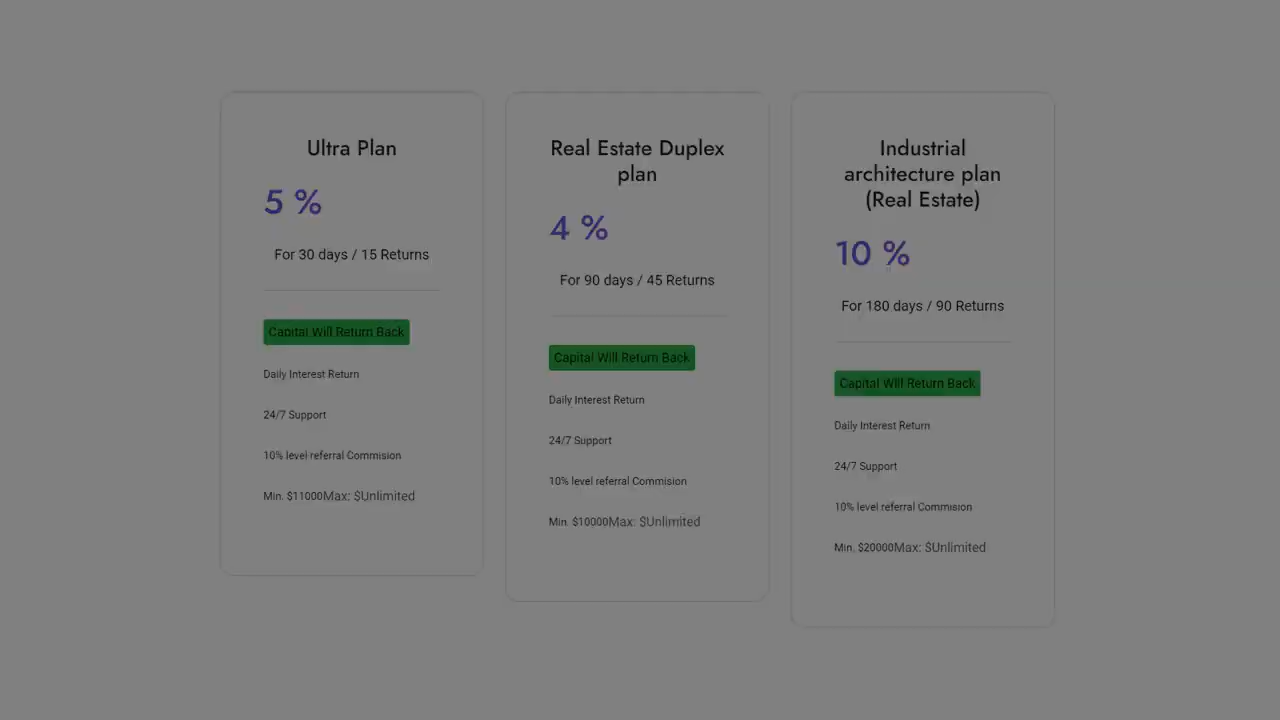 Ultra Plan
5 %
For 30 days / 15 Returns
Capital Will Return Back
Daily Interest Return
24/7 Support
10% level referral Commision
Min. $11000Max: $Unlimited
Real Estate Duplex
plan
4 %
For 90 days / 45 Returns
Capital Will Return Back
Daily Interest Return
24/7 Support
10% level referral Commision
Min. $10000Max: $Unlimited
Industrial
architecture plan
(Real Estate)
10 %
For 180 days / 90 Returns
Capital Will Return Back
Daily Interest Return
24/7 Support
10% level referral Commision
Min. $20000Max: $Unlimited